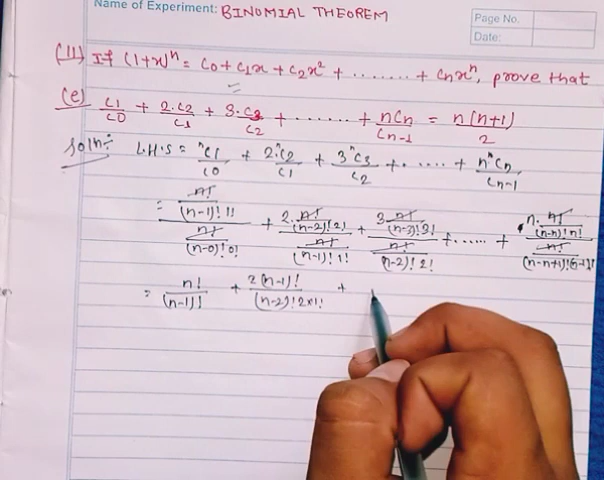 Name of Experiment: BINOMIAL THEOREM
Page No.
Date:
(11) If (1+x)^n = C0 + C1x + C2x² + ........ + Cnx^n, prove that
(e) C1/C0 + 2.C2/C1 + 3.C3/C2 + ...... + nCn/Cn-1 = n(n+1)/2
Soln: L.H.S = ^nC1/C0 + 2.^nC2/C1 + 3^nC3/C2 + ..... + n^nCn/Cn-1
= (n!/(n-1)! 1!)/(n!/(n-0)! 0!) + (2. n!/(n-2)! 2!)/(n!/(n-1)! 1!) + (3 n!/(n-3)! 3!)/(n!/(n-2)! 2!) + ...... + (n. n!/(n-n)! n!)/(n!/(n-n+1)! (n-1)!)
= n!/(n-1)! + 2(n-1)!/(n-2)! 2×1! +